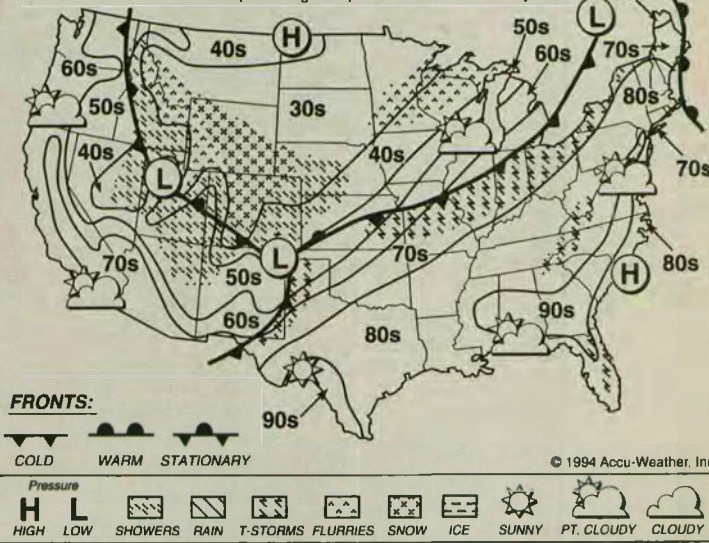 L
H
40s
50s
60s
70s
60s
80s
50s
30s
40s
40s
70s
L
70s
L
70s
80s
50s
H
60s
80s
90s
90s
FRONTS:
COLD WARM STATIONARY
© 1994 Accu-Weather, Inc
Pressure
H L
HIGH LOW SHOWERS RAIN T-STORMS FLURRIES SNOW ICE SUNNY PT. CLOUDY CLOUDY